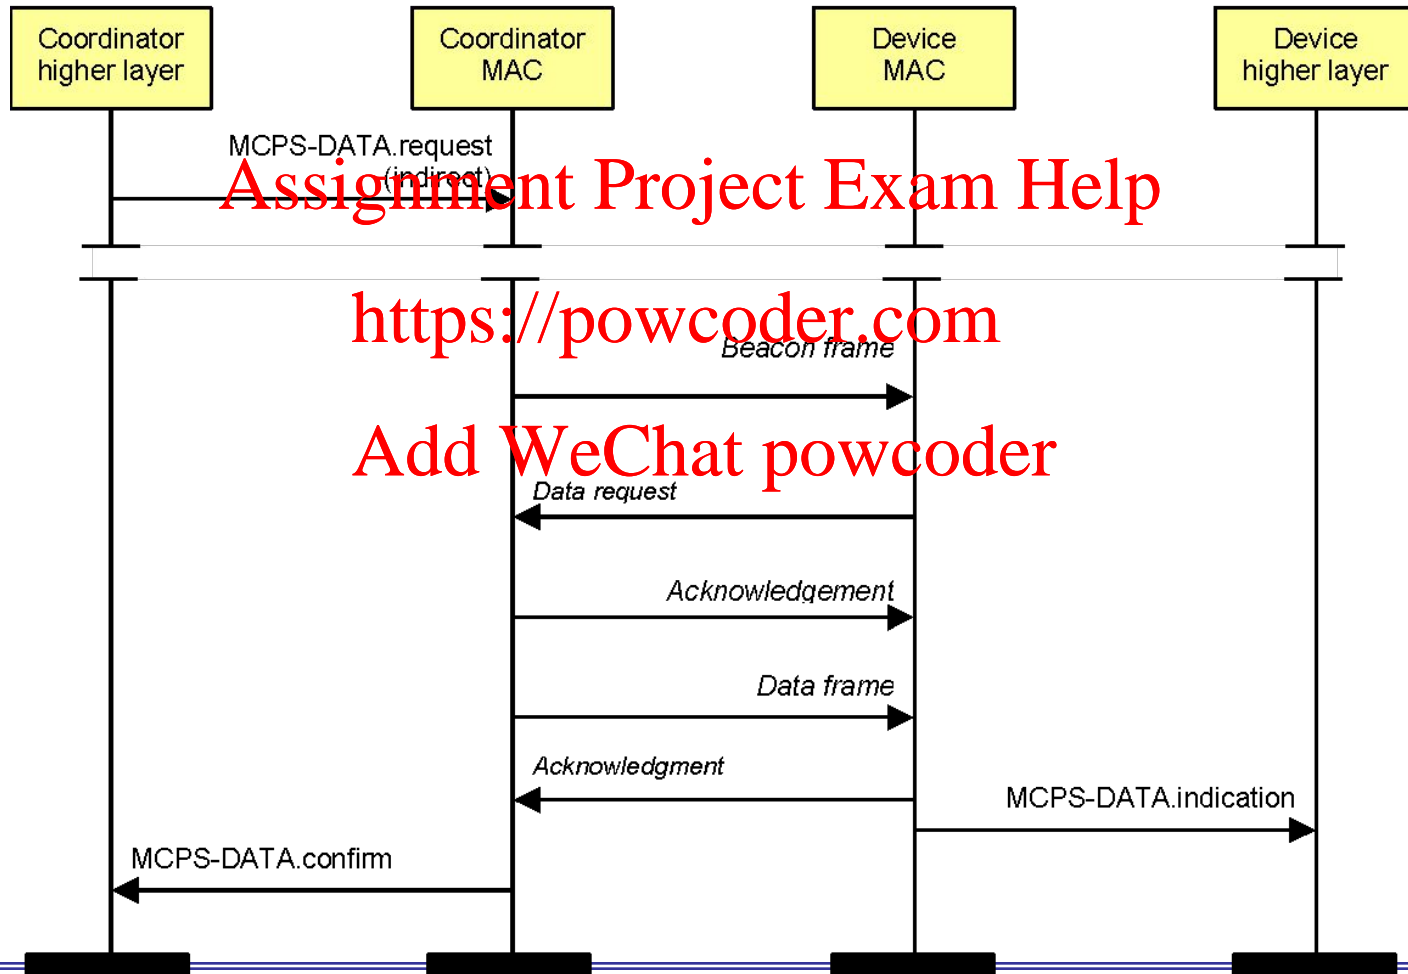 Coordinator
higher layer
Coordinator
MAC
Device
MAC
Device
higher layer
MCPS-DATA.request
(indirect)
Assignment Project Exam Help
https://powcoder.com
Beacon frame
Add WeChat powcoder
Data request
Acknowledgement
Data frame
Acknowledgment
MCPS-DATA.indication
MCPS-DATA.confirm